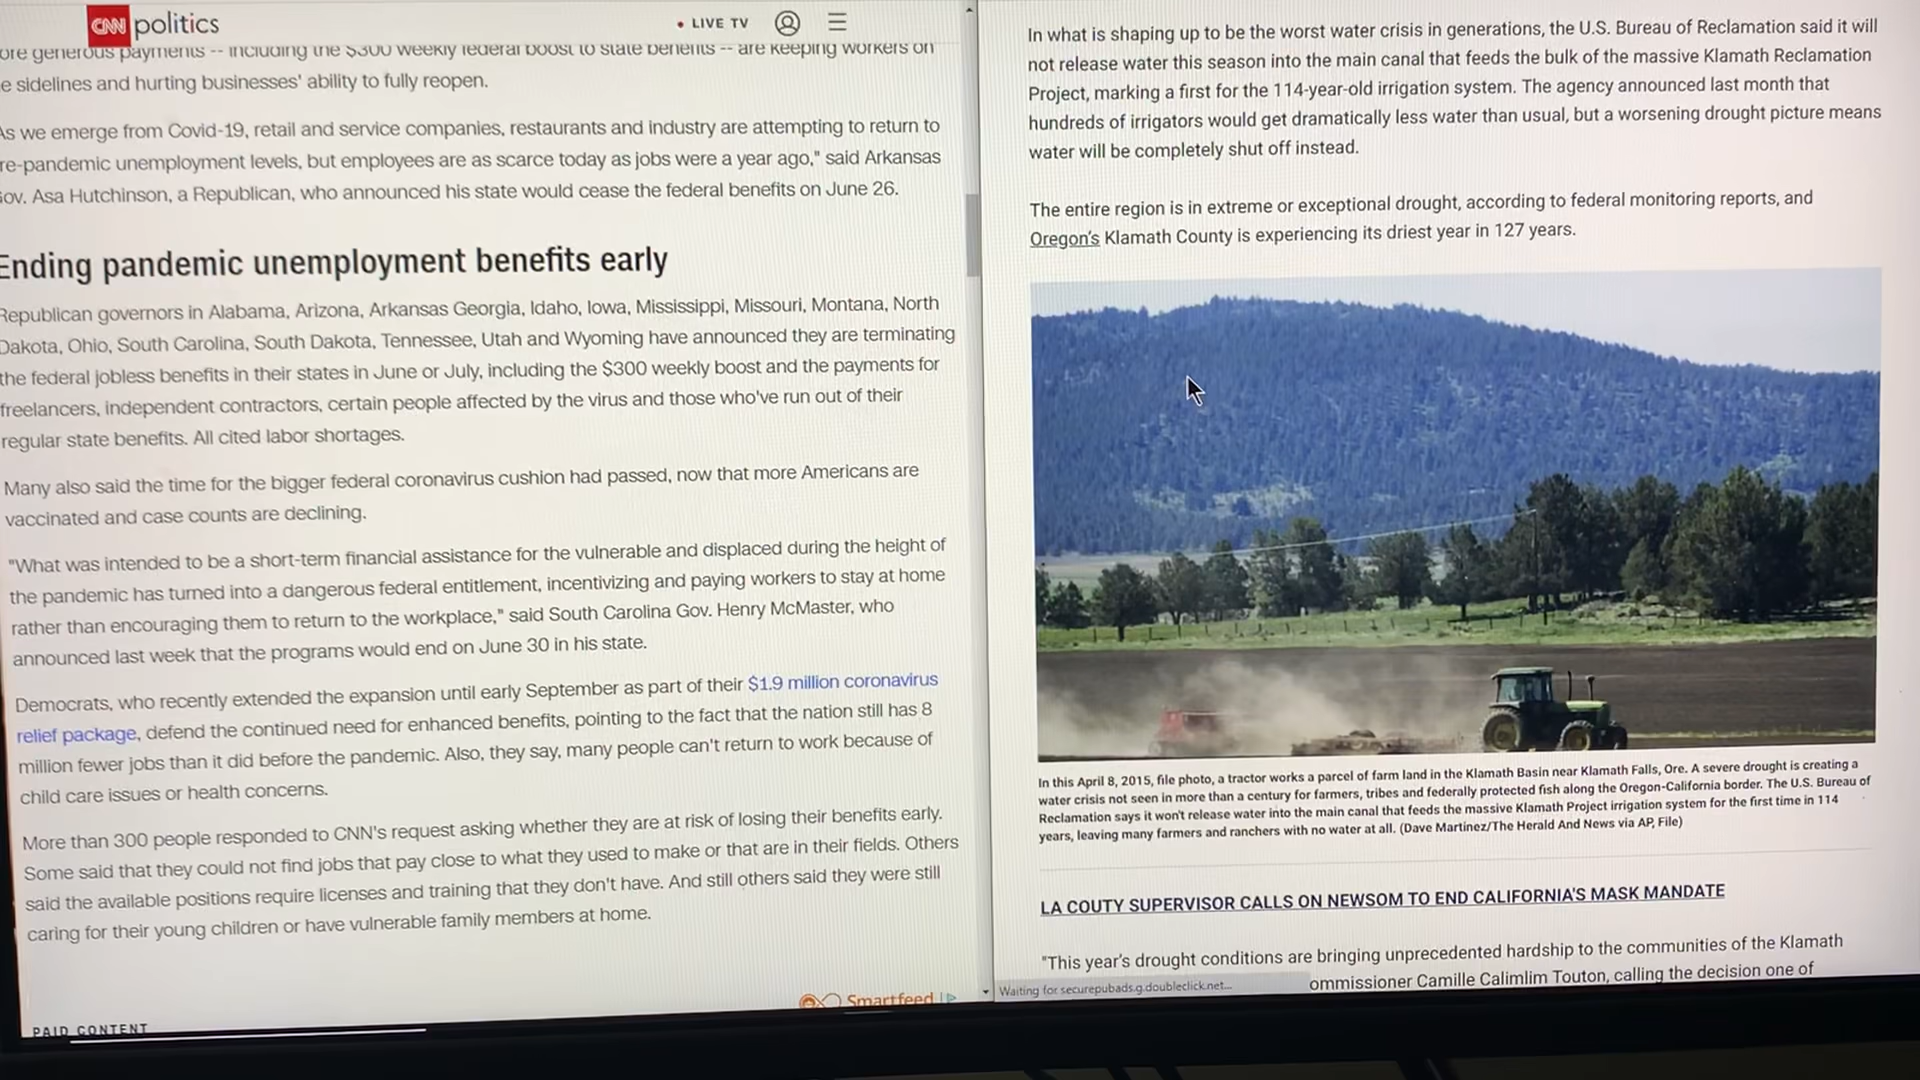 CNN politics
LIVE TV
ore generous payments -- including the $300 weekly federal boost to state benefits -- are keeping workers on
e sidelines and hurting businesses' ability to fully reopen.
As we emerge from Covid-19, retail and service companies, restaurants and industry are attempting to return to
re-pandemic unemployment levels, but employees are as scarce today as jobs were a year ago," said Arkansas
ov. Asa Hutchinson, a Republican, who announced his state would cease the federal benefits on June 26.
Ending pandemic unemployment benefits early
Republican governors in Alabama, Arizona, Arkansas Georgia, Idaho, Iowa, Mississippi, Missouri, Montana, North
Dakota, Ohio, South Carolina, South Dakota, Tennessee, Utah and Wyoming have announced they are terminating
the federal jobless benefits in their states in June or July, including the $300 weekly boost and the payments for
freelancers, independent contractors, certain people affected by the virus and those who've run out of their
regular state benefits. All cited labor shortages.
Many also said the time for the bigger federal coronavirus cushion had passed, now that more Americans are
vaccinated and case counts are declining.
"What was intended to be a short-term financial assistance for the vulnerable and displaced during the height of
the pandemic has turned into a dangerous federal entitlement, incentivizing and paying workers to stay at home
rather than encouraging them to return to the workplace," said South Carolina Gov. Henry McMaster, who
announced last week that the programs would end on June 30 in his state.
Democrats, who recently extended the expansion until early September as part of their $1.9 million coronavirus
relief package, defend the continued need for enhanced benefits, pointing to the fact that the nation still has 8
million fewer jobs than it did before the pandemic. Also, they say, many people can't return to work because of
child care issues or health concerns.
More than 300 people responded to CNN's request asking whether they are at risk of losing their benefits early.
Some said that they could not find jobs that pay close to what they used to make or that are in their fields. Others
said the available positions require licenses and training that they don't have. And still others said they were still
caring for their young children or have vulnerable family members at home.
Smartfeed
PAID CONTENT
In what is shaping up to be the worst water crisis in generations, the U.S. Bureau of Reclamation said it will
not release water this season into the main canal that feeds the bulk of the massive Klamath Reclamation
Project, marking a first for the 114-year-old irrigation system. The agency announced last month that
hundreds of irrigators would get dramatically less water than usual, but a worsening drought picture means
water will be completely shut off instead.
The entire region is in extreme or exceptional drought, according to federal monitoring reports, and
Oregon's Klamath County is experiencing its driest year in 127 years.
In this April 8, 2015, file photo, a tractor works a parcel of farm land in the Klamath Basin near Klamath Falls, Ore. A severe drought is creating a
water crisis not seen in more than a century for farmers, tribes and federally protected fish along the Oregon-California border. The U.S. Bureau of
Reclamation says it won't release water into the main canal that feeds the massive Klamath Project irrigation system for the first time in 114
years, leaving many farmers and ranchers with no water at all. (Dave Martinez/The Herald And News via AP, File)
LA COUTY SUPERVISOR CALLS ON NEWSOM TO END CALIFORNIA'S MASK MANDATE
"This year's drought conditions are bringing unprecedented hardship to the communities of the Klamath
ommissioner Camille Calimlim Touton, calling the decision one of
Waiting for securepubads.g.doubleclick.net...